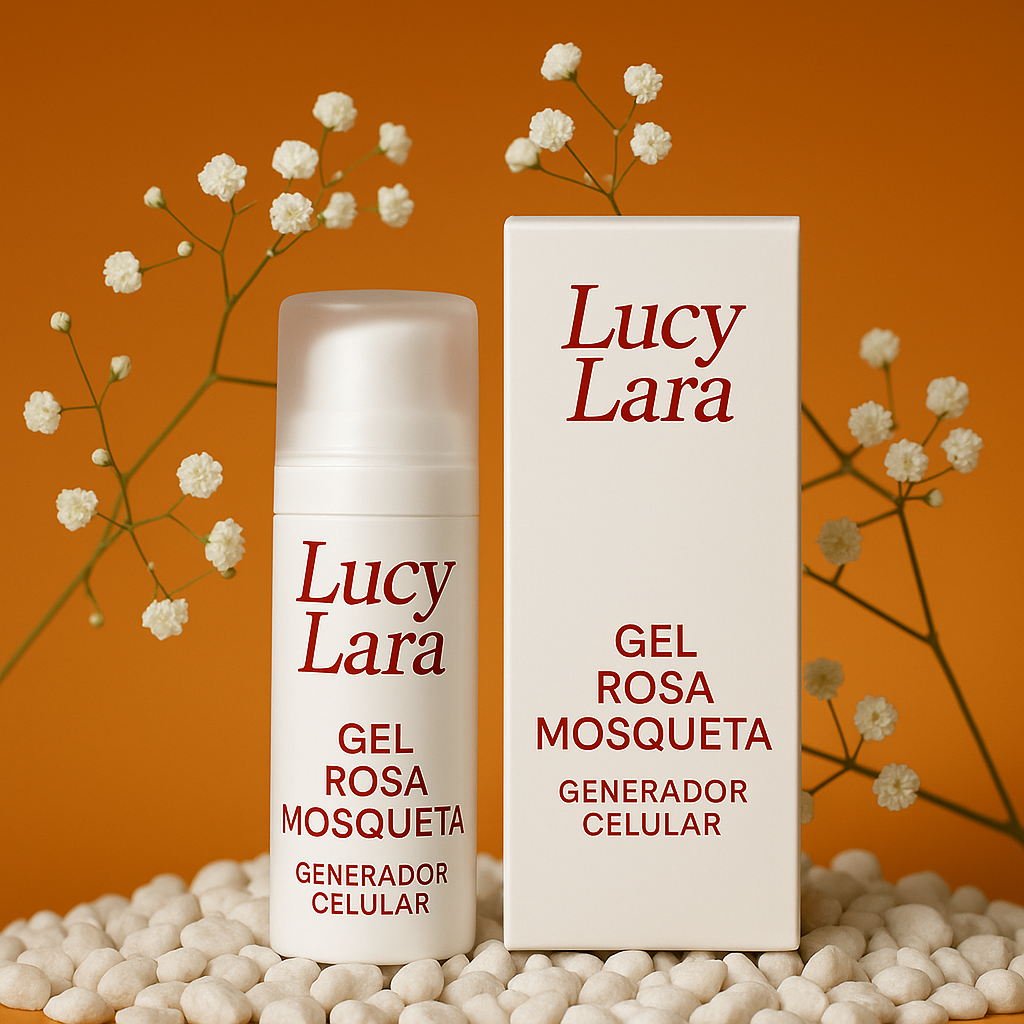 Lucy
Lara
GEL
ROSA
MOSQUETA
GENERADOR
CELULAR
Lucy
Lara
GEL
ROSA
MOSQUETA
GENERADOR
CELULAR